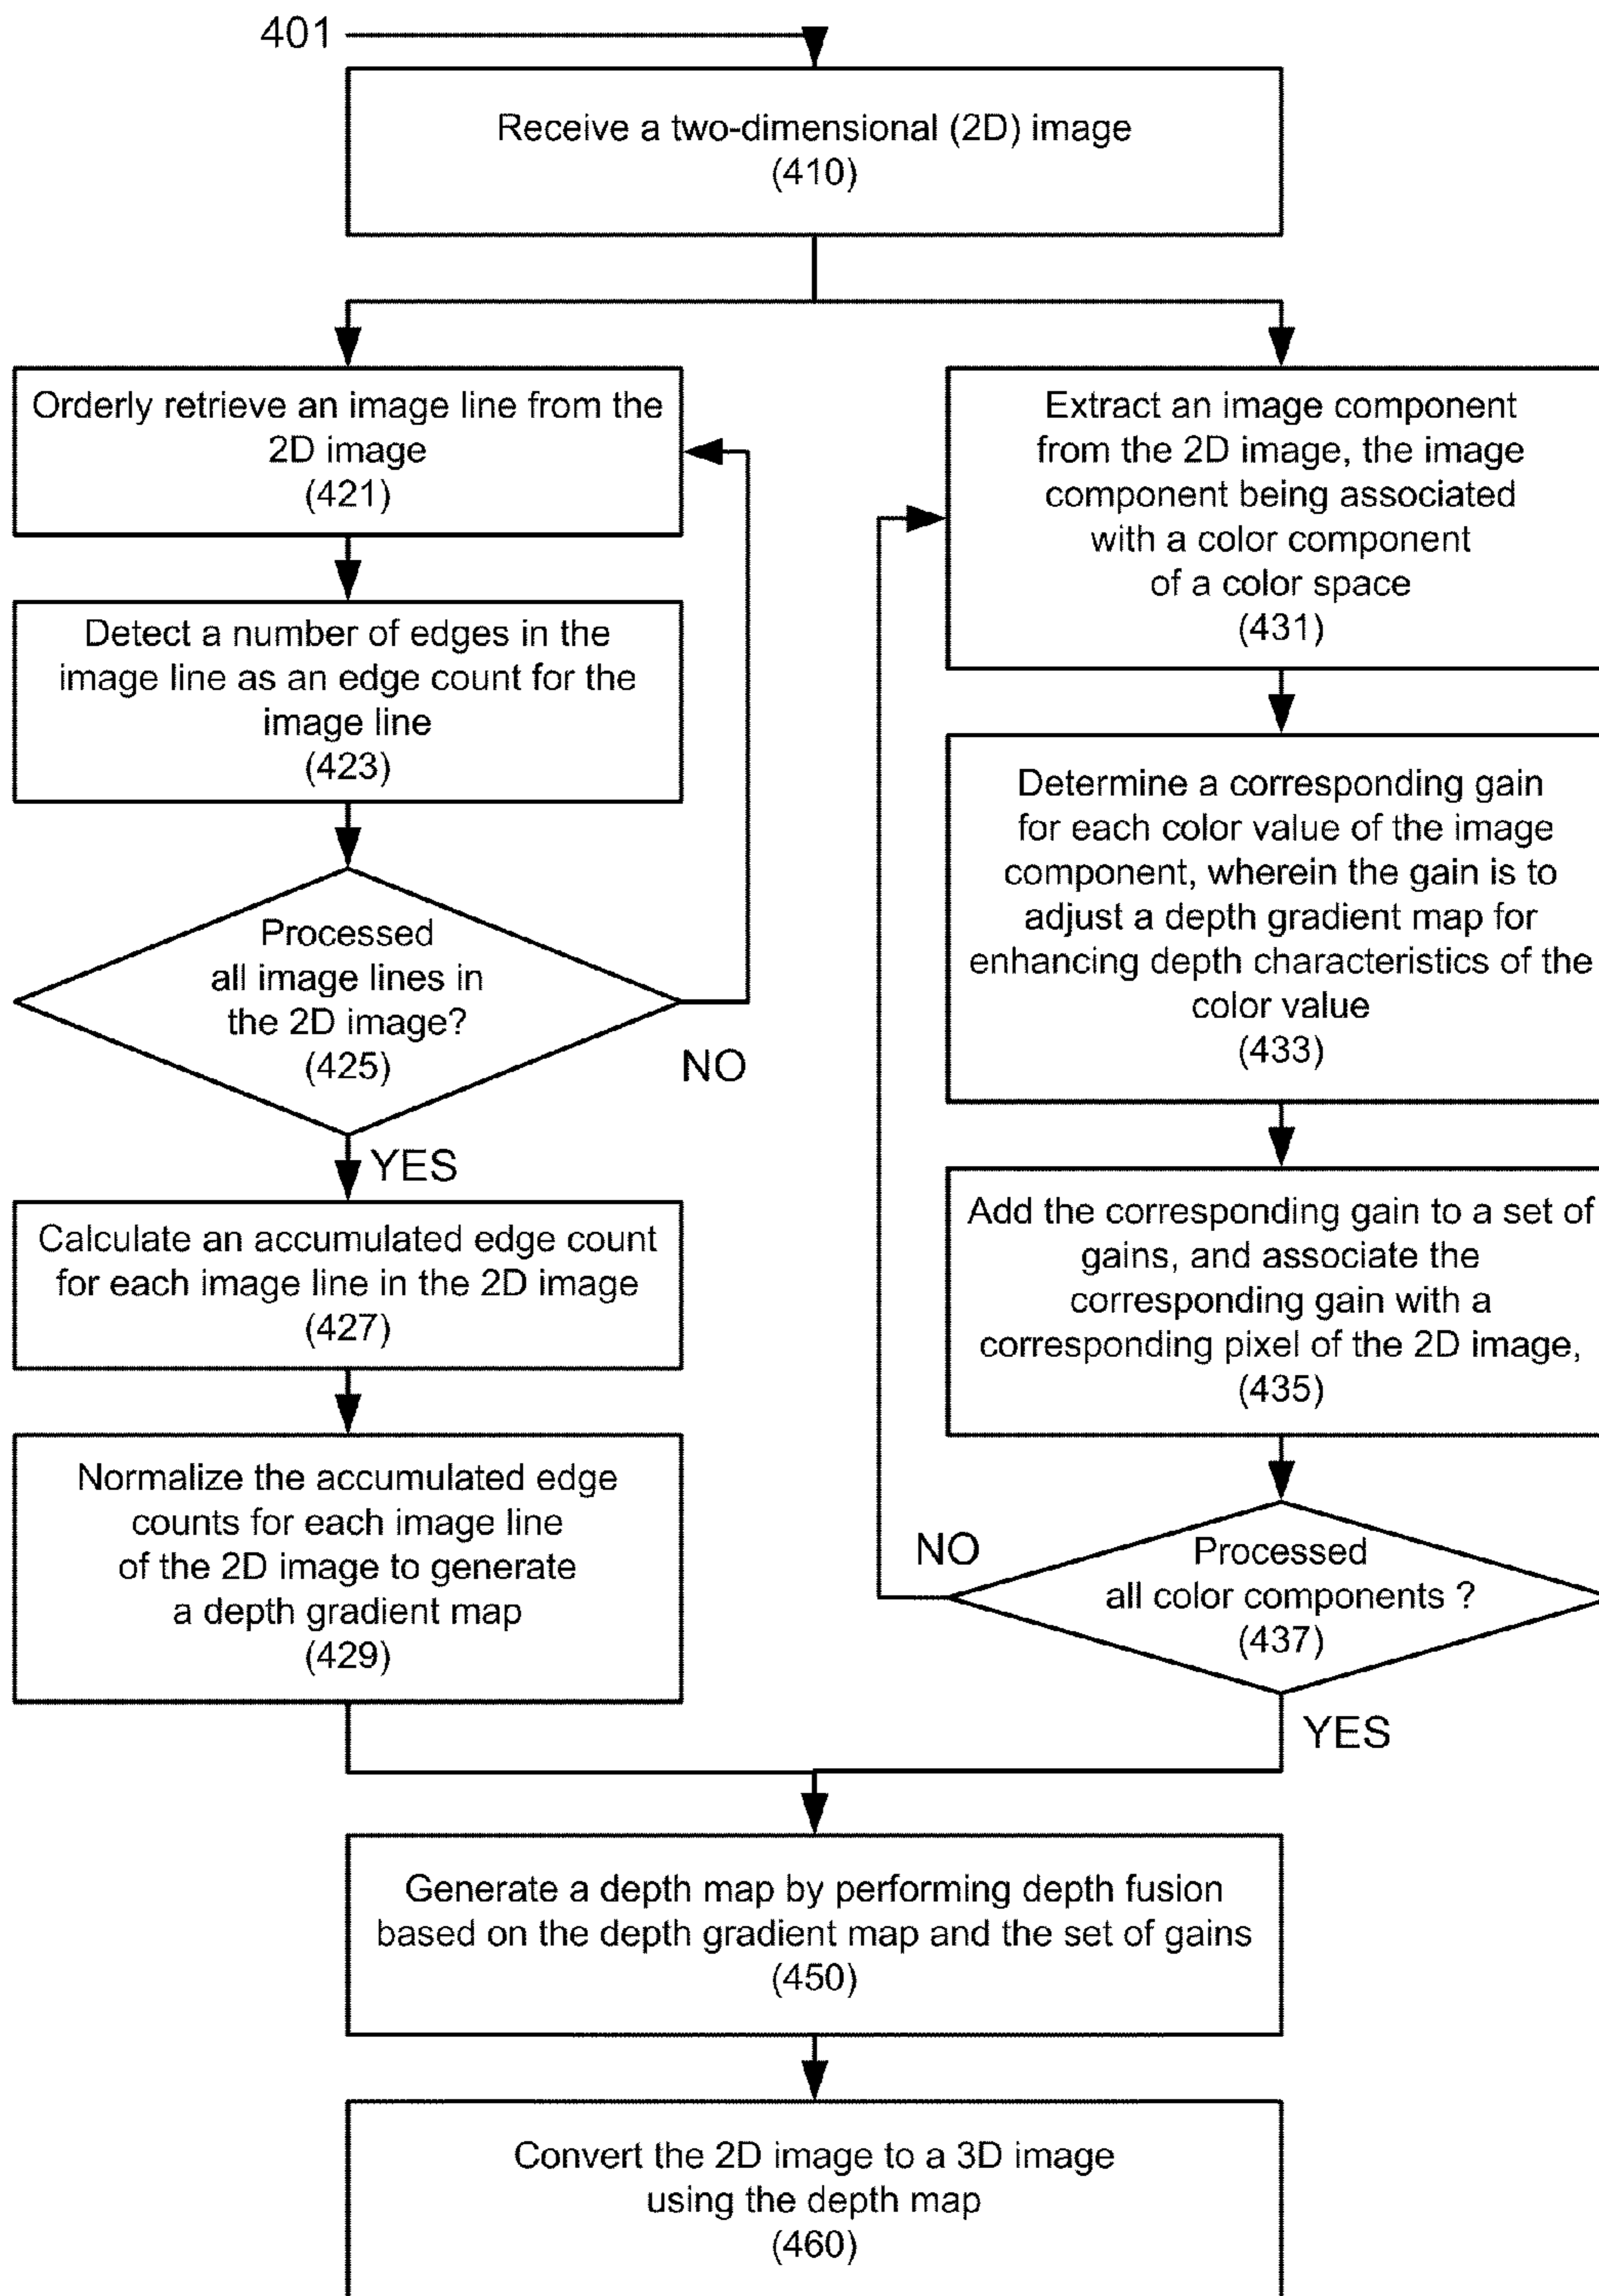 401
Receive a two-dimensional (2D) image
(410)
Orderly retrieve an image line from the
2D image
(421)
Detect a number of edges in the
image line as an edge count for the
image line
(423)
Processed
all image lines in
the 2D image?
(425)
NO
YES
Calculate an accumulated edge count
for each image line in the 2D image
(427)
Normalize the accumulated edge
counts for each image line
of the 2D image to generate
a depth gradient map
(429)
Extract an image component
from the 2D image, the image
component being associated
with a color component
of a color space
(431)
Determine a corresponding gain
for each color value of the image
component, wherein the gain is to
adjust a depth gradient map for
enhancing depth characteristics of the
color value
(433)
Add the corresponding gain to a set of
gains, and associate the
corresponding gain with a
corresponding pixel of the 2D image,
(435)
NO
Processed
all color components ?
(437)
YES
Generate a depth map by performing depth fusion
based on the depth gradient map and the set of gains
(450)
Convert the 2D image to a 3D image
using the depth map
(460)